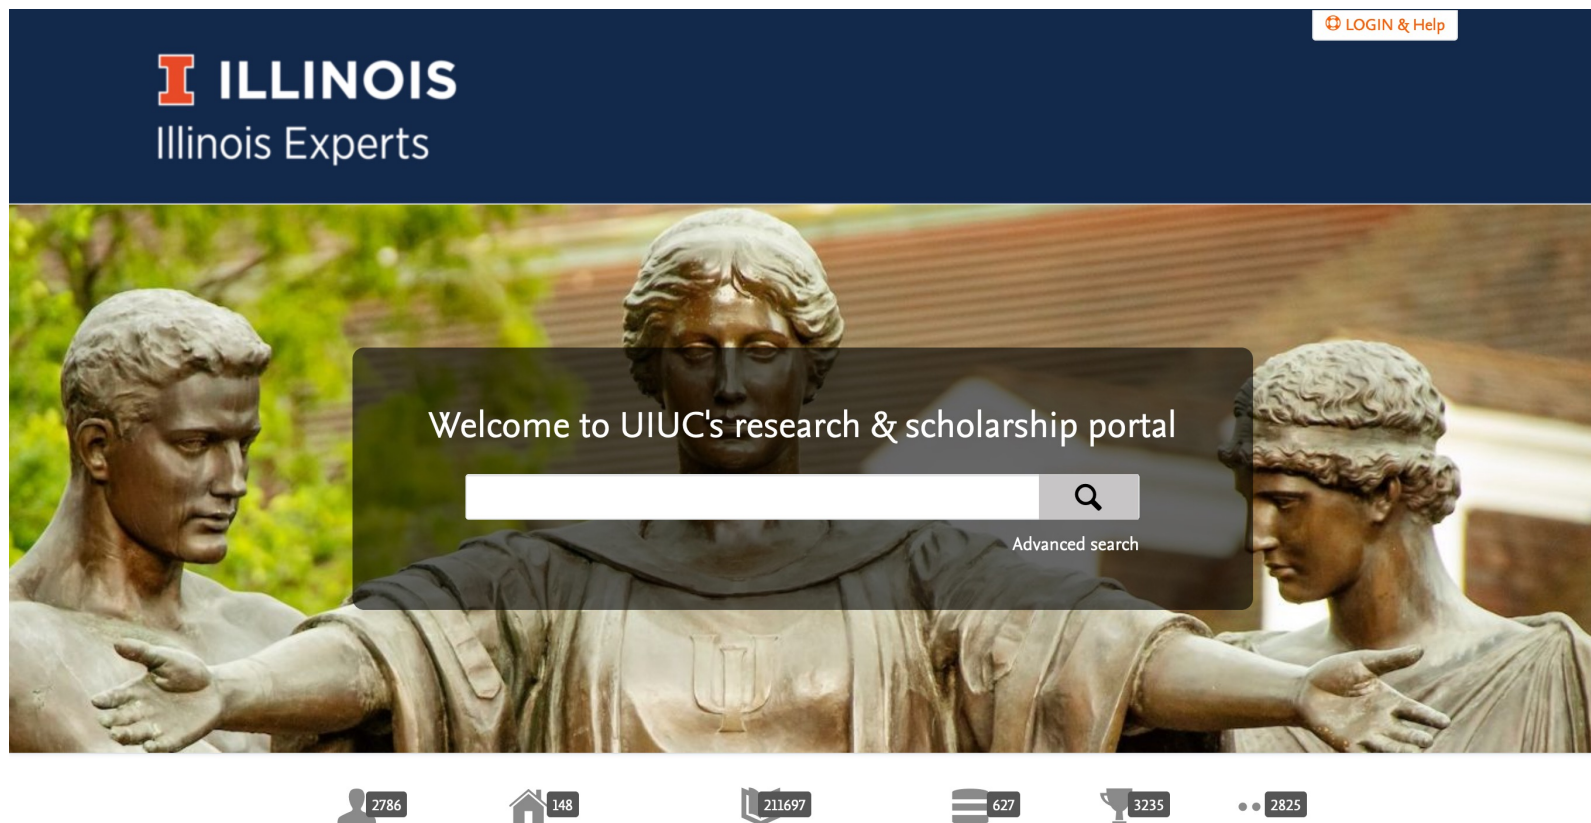 LOGIN & Help
I ILLINOIS
Illinois Experts
Welcome to UIUC's research & scholarship portal
Advanced search
2786
148
211697
627
3235
2825